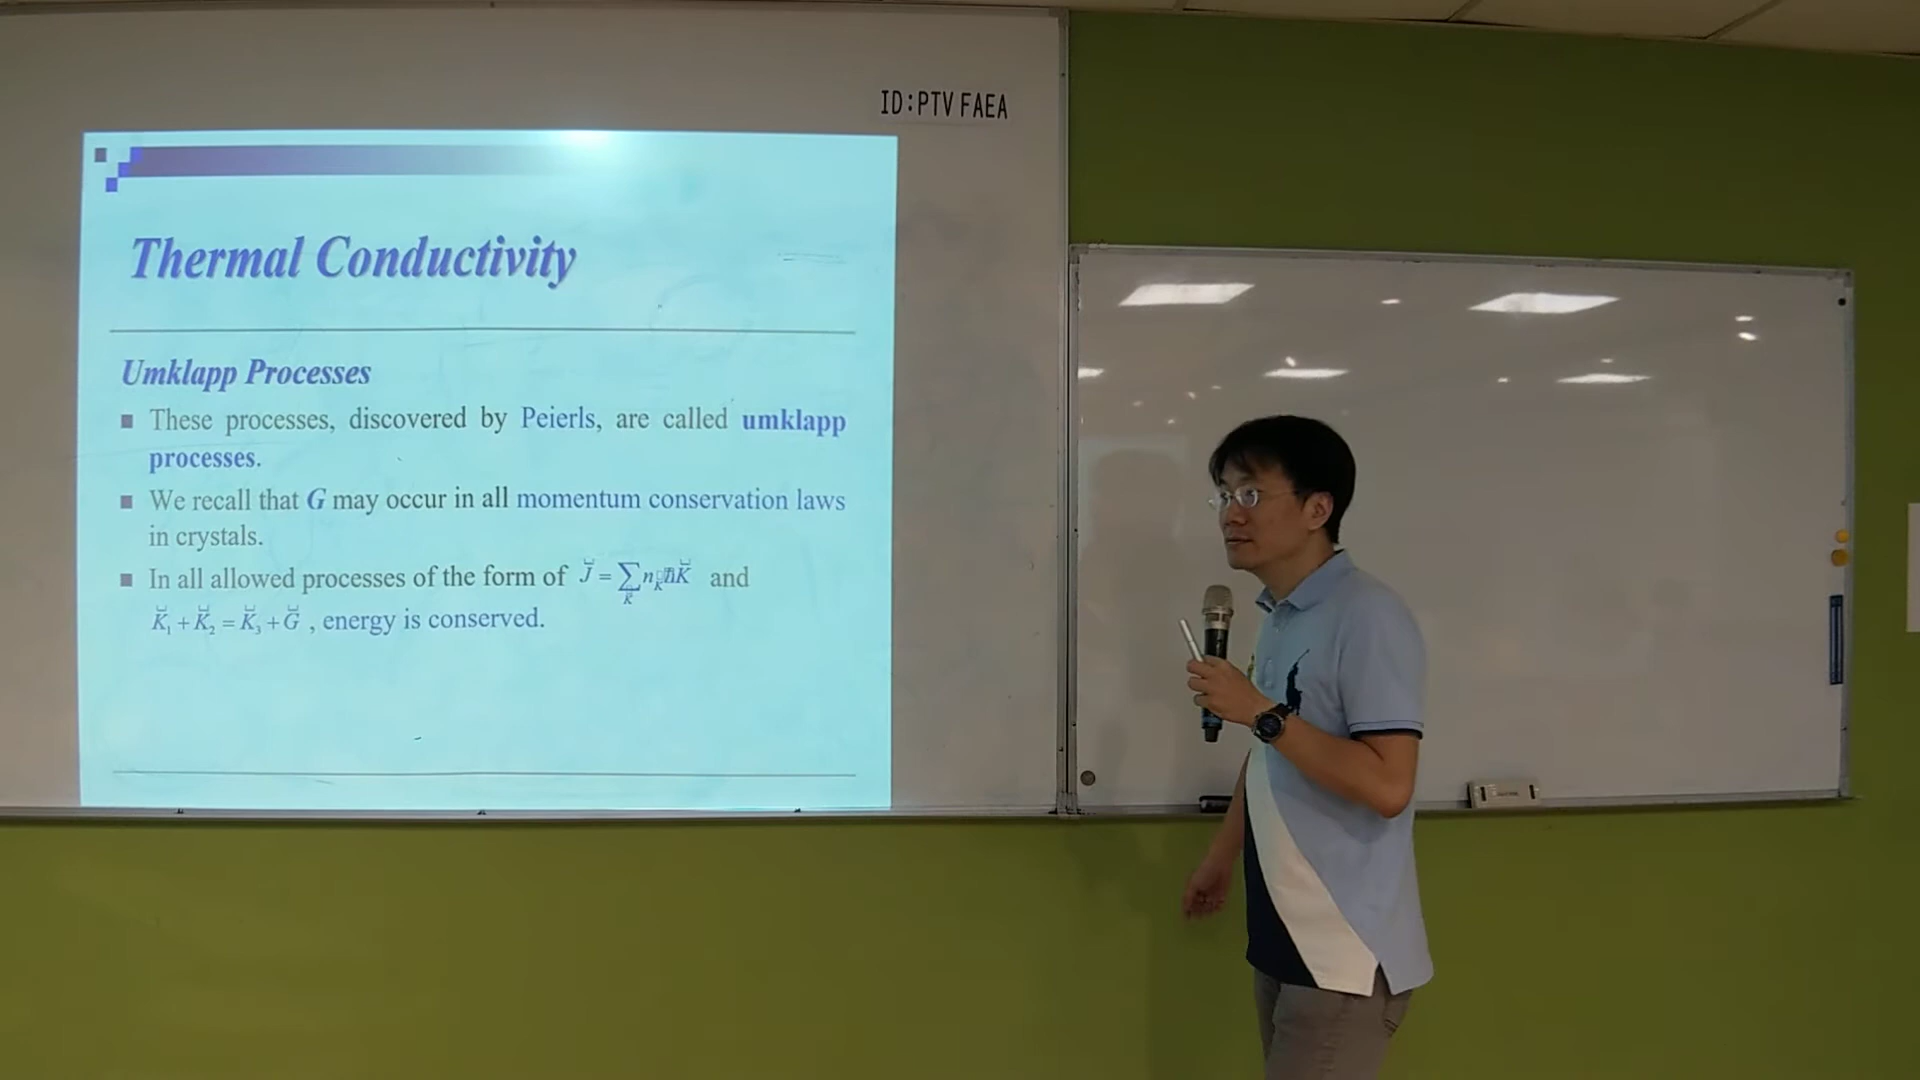 ID:PTV FAEA
Thermal Conductivity
Umklapp Processes
■ These processes, discovered by Peierls, are called umklapp
processes.
■ We recall that G may occur in all momentum conservation laws
in crystals.
■ In all allowed processes of the form of J = ∑ n ℏK and
K₁ + K₂ = K₃ + G , energy is conserved.